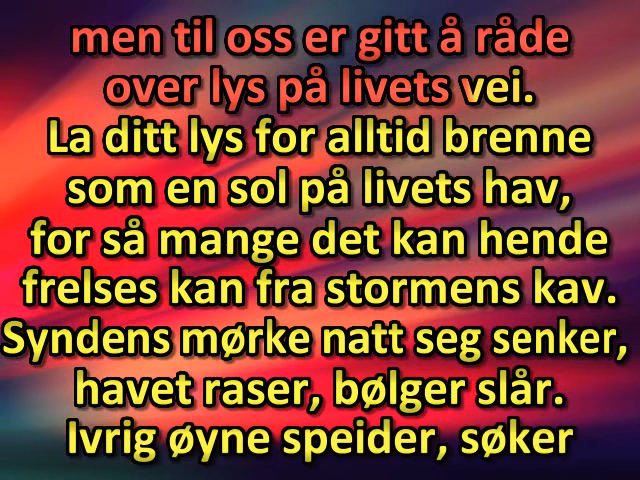 men til oss er gitt å råde
over lys på livets vei.
La ditt lys for alltid brenne
som en sol på livets hav,
for så mange det kan hende
frelses kan fra stormens kav.
Syndens mørke natt seg senker,
havet raser, bølger slår.
Ivrig øyne speider, søker